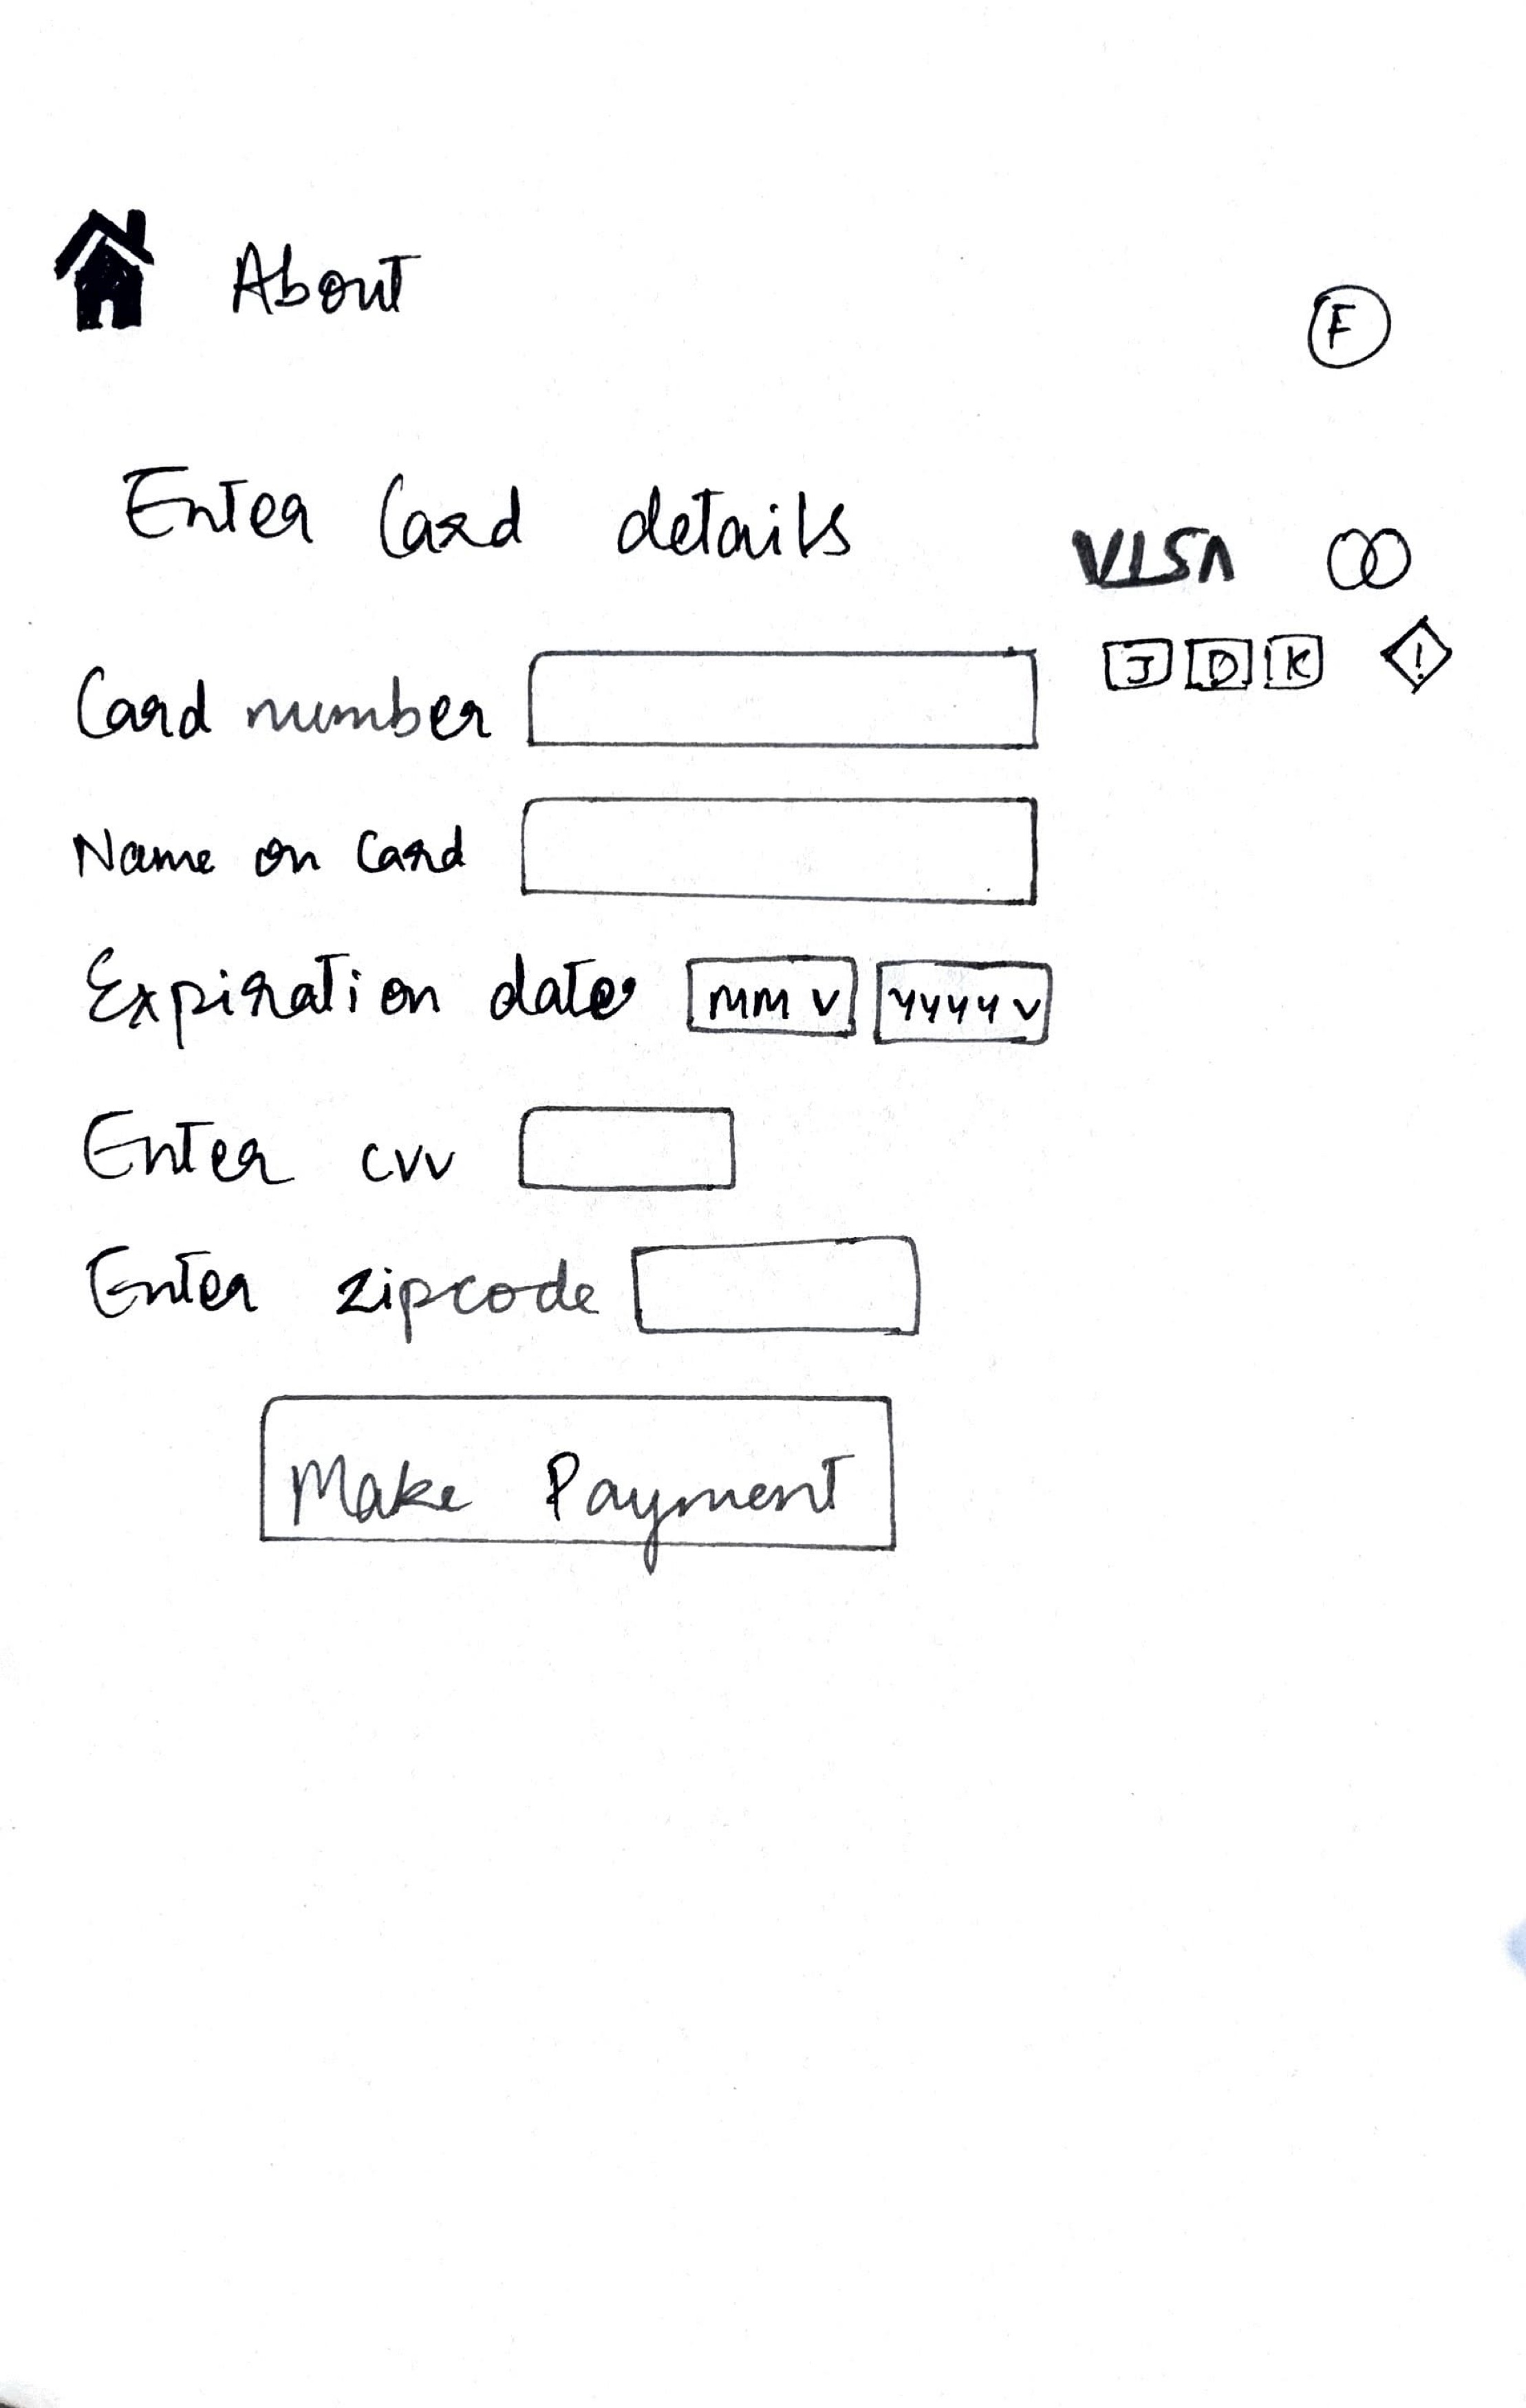 About
F
Enter Card details
VISA
J D K !
Card number
Name on Card
Expiration date MM v YYYY v
Enter cvv
Enter zipcode
Make Payment